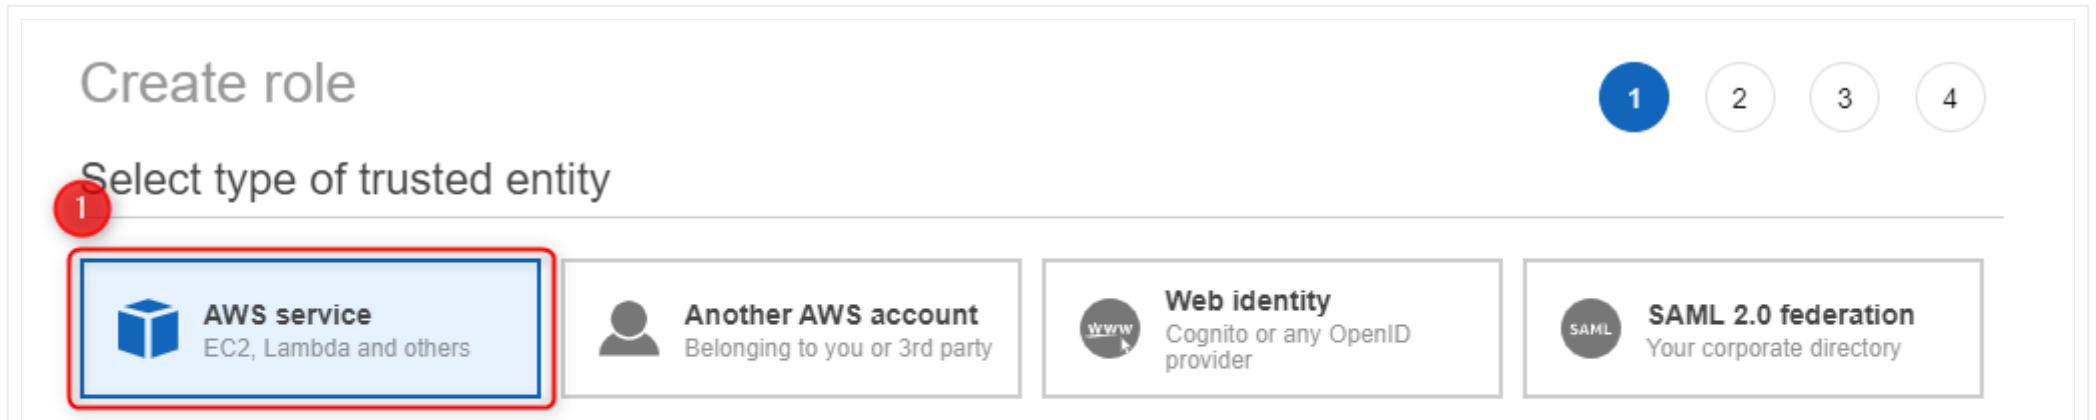 Create role
1 2 3 4
Select type of trusted entity
1
AWS service
EC2, Lambda and others
Another AWS account
Belonging to you or 3rd party
www
Web identity
Cognito or any OpenID
provider
SAML
SAML 2.0 federation
Your corporate directory